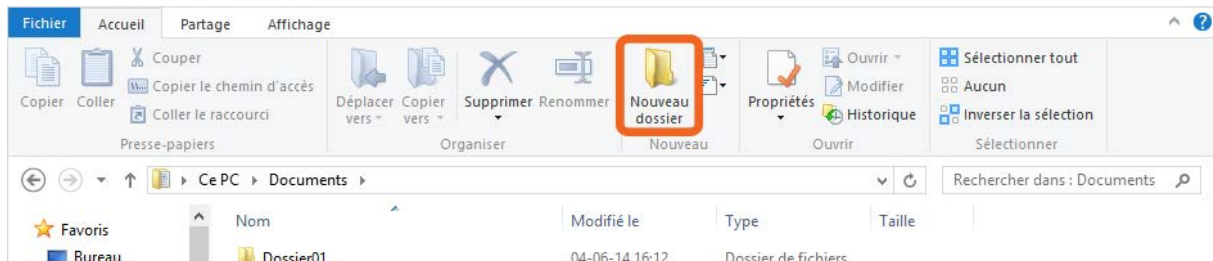 Fichier Accueil Partage Affichage
Couper
Copier le chemin d'accès
Coller le raccourci
Copier Coller
Presse-papiers
Déplacer vers
Copier vers
Supprimer Renommer
Organiser
Nouveau dossier
Nouveau
Propriétés
Ouvrir
Modifier
Historique
Ouvrir
Sélectionner tout
Aucun
Inverser la sélection
Sélectionner
Ce PC Documents
Rechercher dans : Documents
Favoris
Bureau
Nom Modifié le Type Taille
Dossier01 04-06-14 16:12 Dossier de fichiers